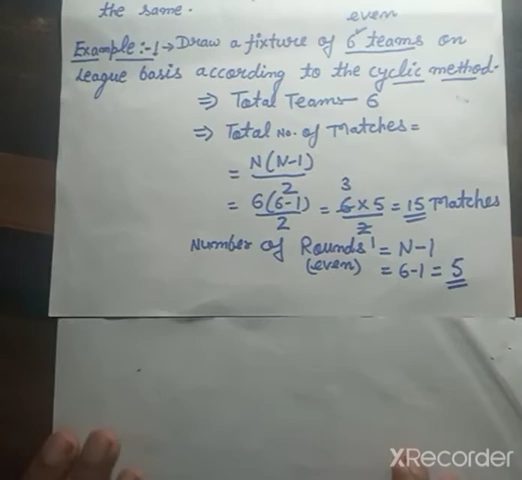 the same.
even
Example:-1→Draw a fixture of 6 teams on
League basis according to the cyclic method.
⇒ Total Teams- 6
⇒ Total No. of Matches=
= N(N-1)/2
= 6(6-1)/2 = 6×5/2 = 15 Matches
3
Number of Rounds = N-1
(even) = 6-1 = 5
XRecorder